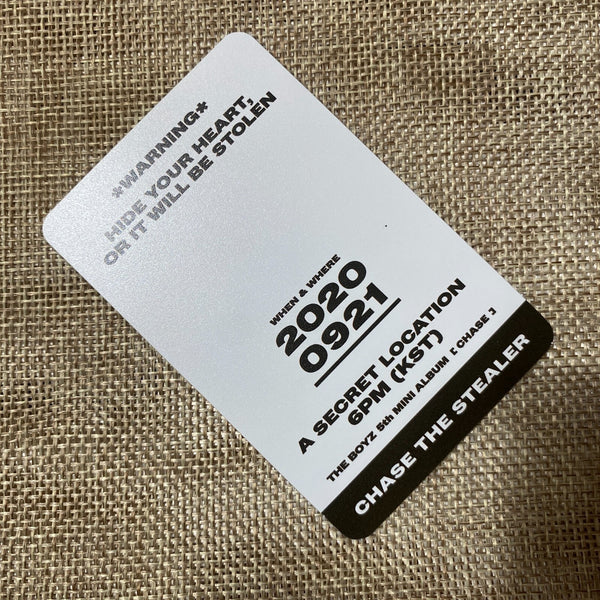 *WARNING*
HIDE YOUR HEART,
OR IT WILL BE STOLEN
WHEN & WHERE
2020
0921
A SECRET LOCATION
6PM (KST)
THE BOYZ 5th MINI ALBUM [ CHASE ]
CHASE THE STEALER